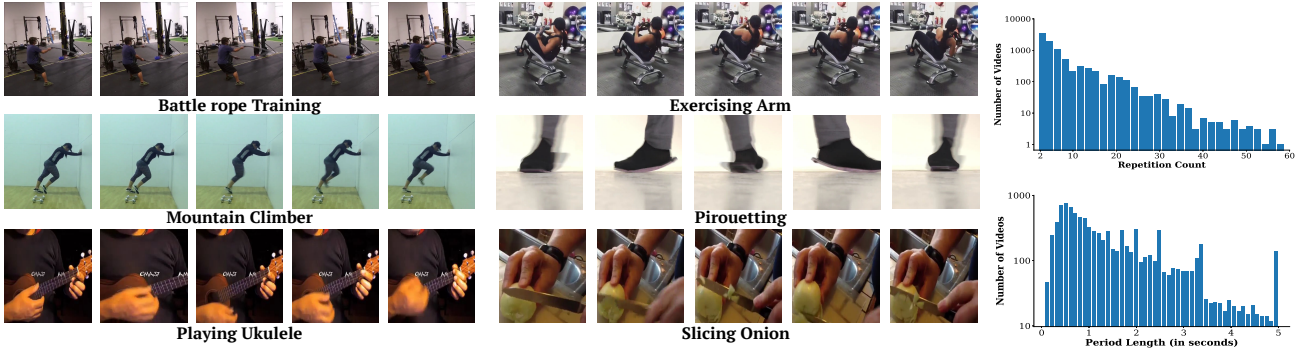 Battle rope Training
Exercising Arm
Mountain Climber
Pirouetting
CHAJ
Playing Ukulele
Slicing Onion
Number of Videos
10000
1000
100
10
1
2
10
20
30
40
50
60
Repetition Count
Number of Videos
1000
100
10
0
1
2
3
4
5
Period Length (in seconds)